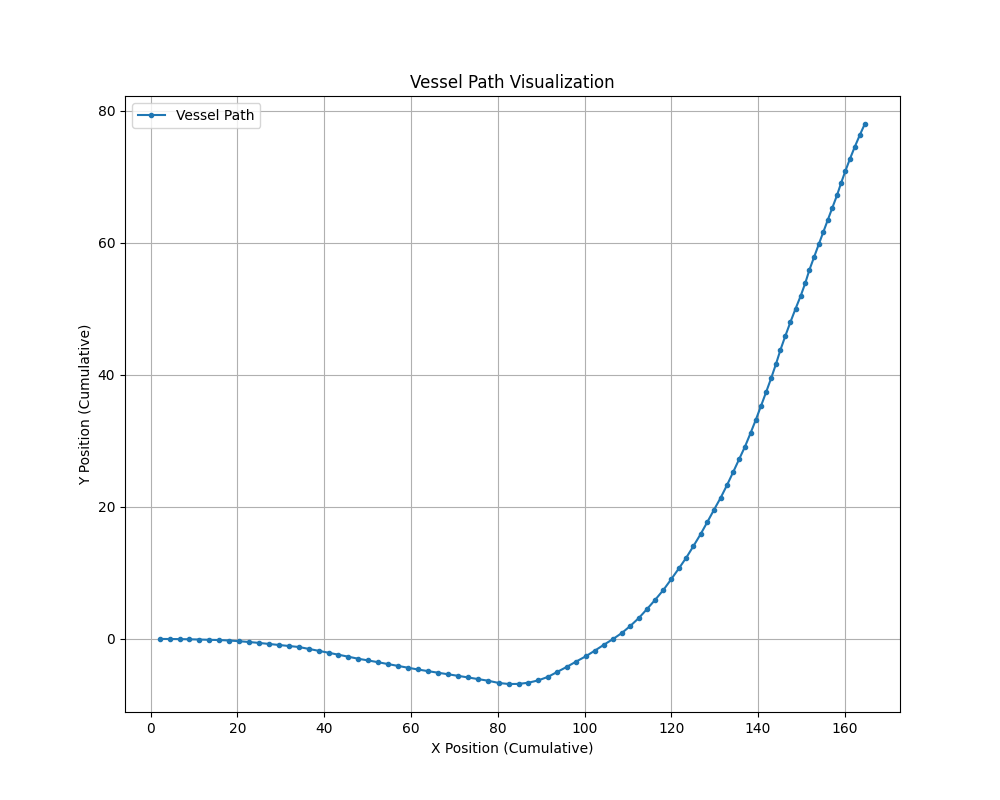 Vessel Path Visualization
Vessel Path
80
60
40
20
0
Y Position (Cumulative)
0 20 40 60 80 100 120 140 160
X Position (Cumulative)